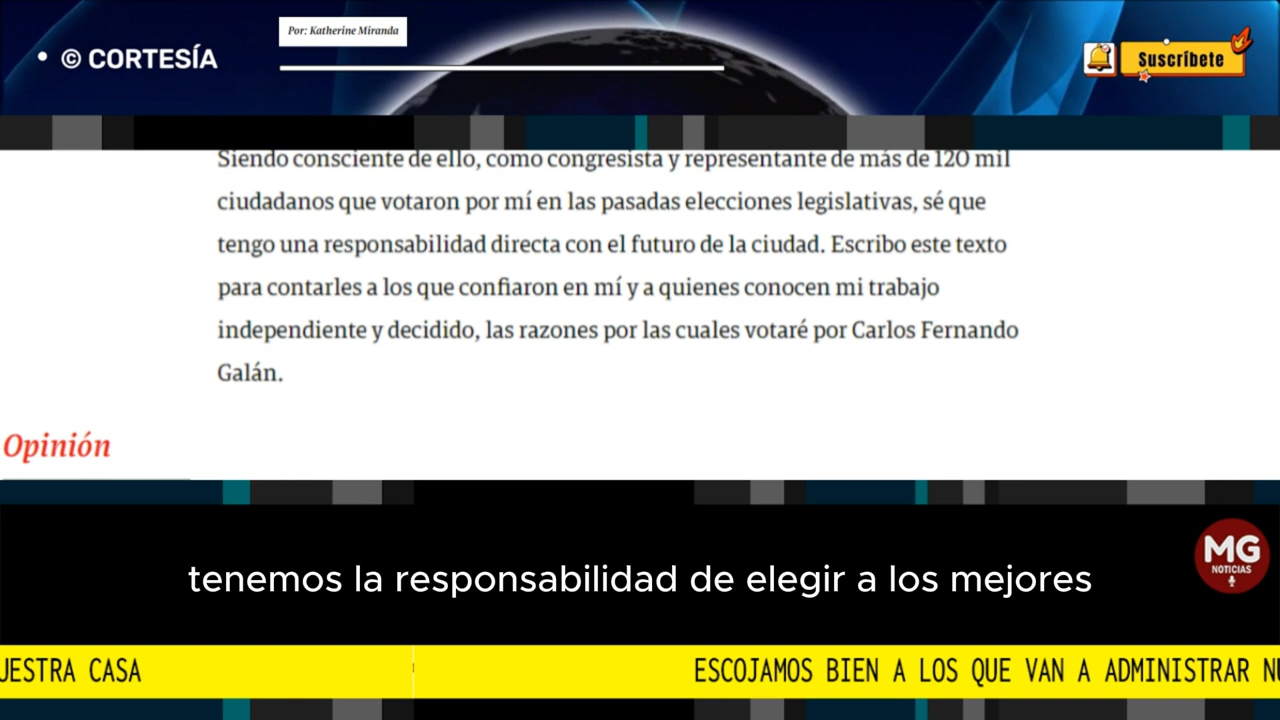 Por: Katherine Miranda
© CORTESÍA
Suscríbete
Siendo consciente de ello, como congresista y representante de más de 120 mil
ciudadanos que votaron por mí en las pasadas elecciones legislativas, sé que
tengo una responsabilidad directa con el futuro de la ciudad. Escribo este texto
para contarles a los que confiaron en mí y a quienes conocen mi trabajo
independiente y decidido, las razones por las cuales votaré por Carlos Fernando
Galán.
Opinión
MG
NOTICIAS
tenemos la responsabilidad de elegir a los mejores
UESTRA CASA
ESCOJAMOS BIEN A LOS QUE VAN A ADMINISTRAR NU